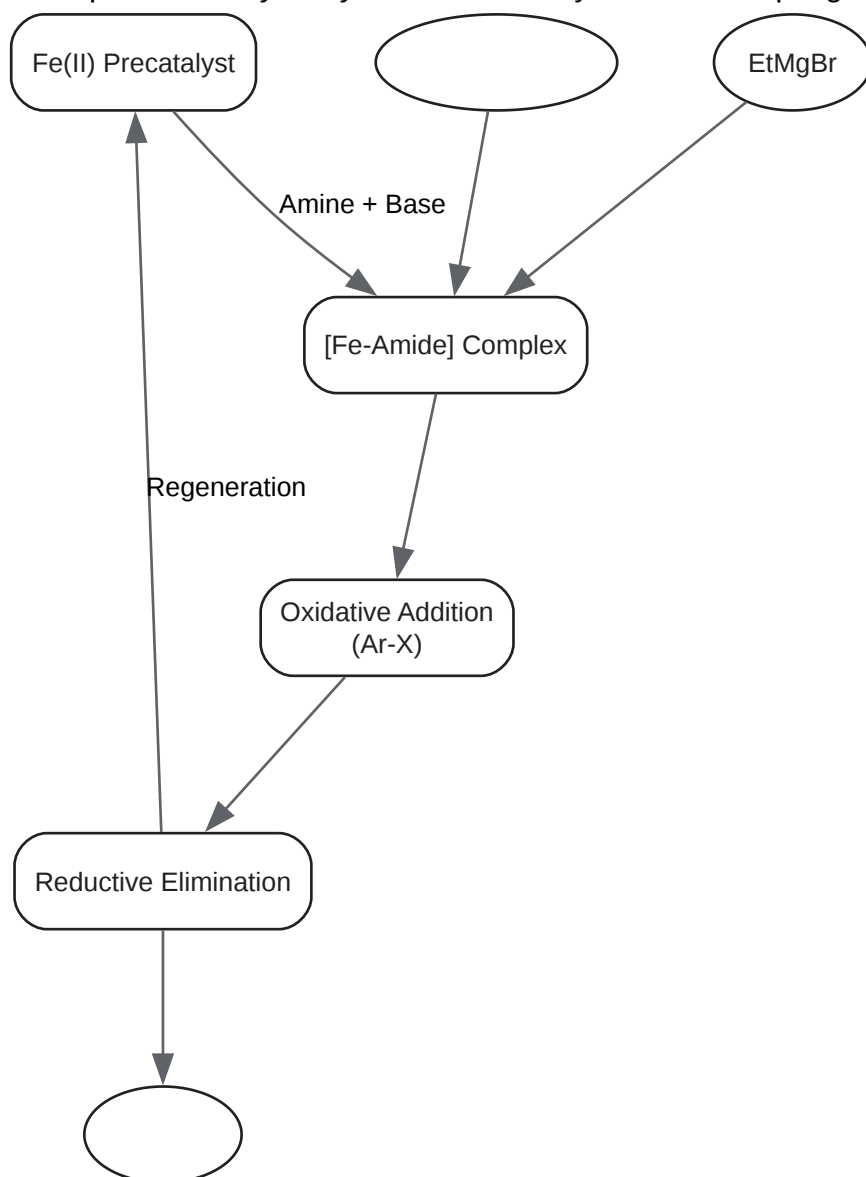 Fe(II) Precatalyst
EtMgBr
Amine + Base
[Fe-Amide] Complex
Regeneration
Oxidative Addition
(Ar-X)
Reductive Elimination